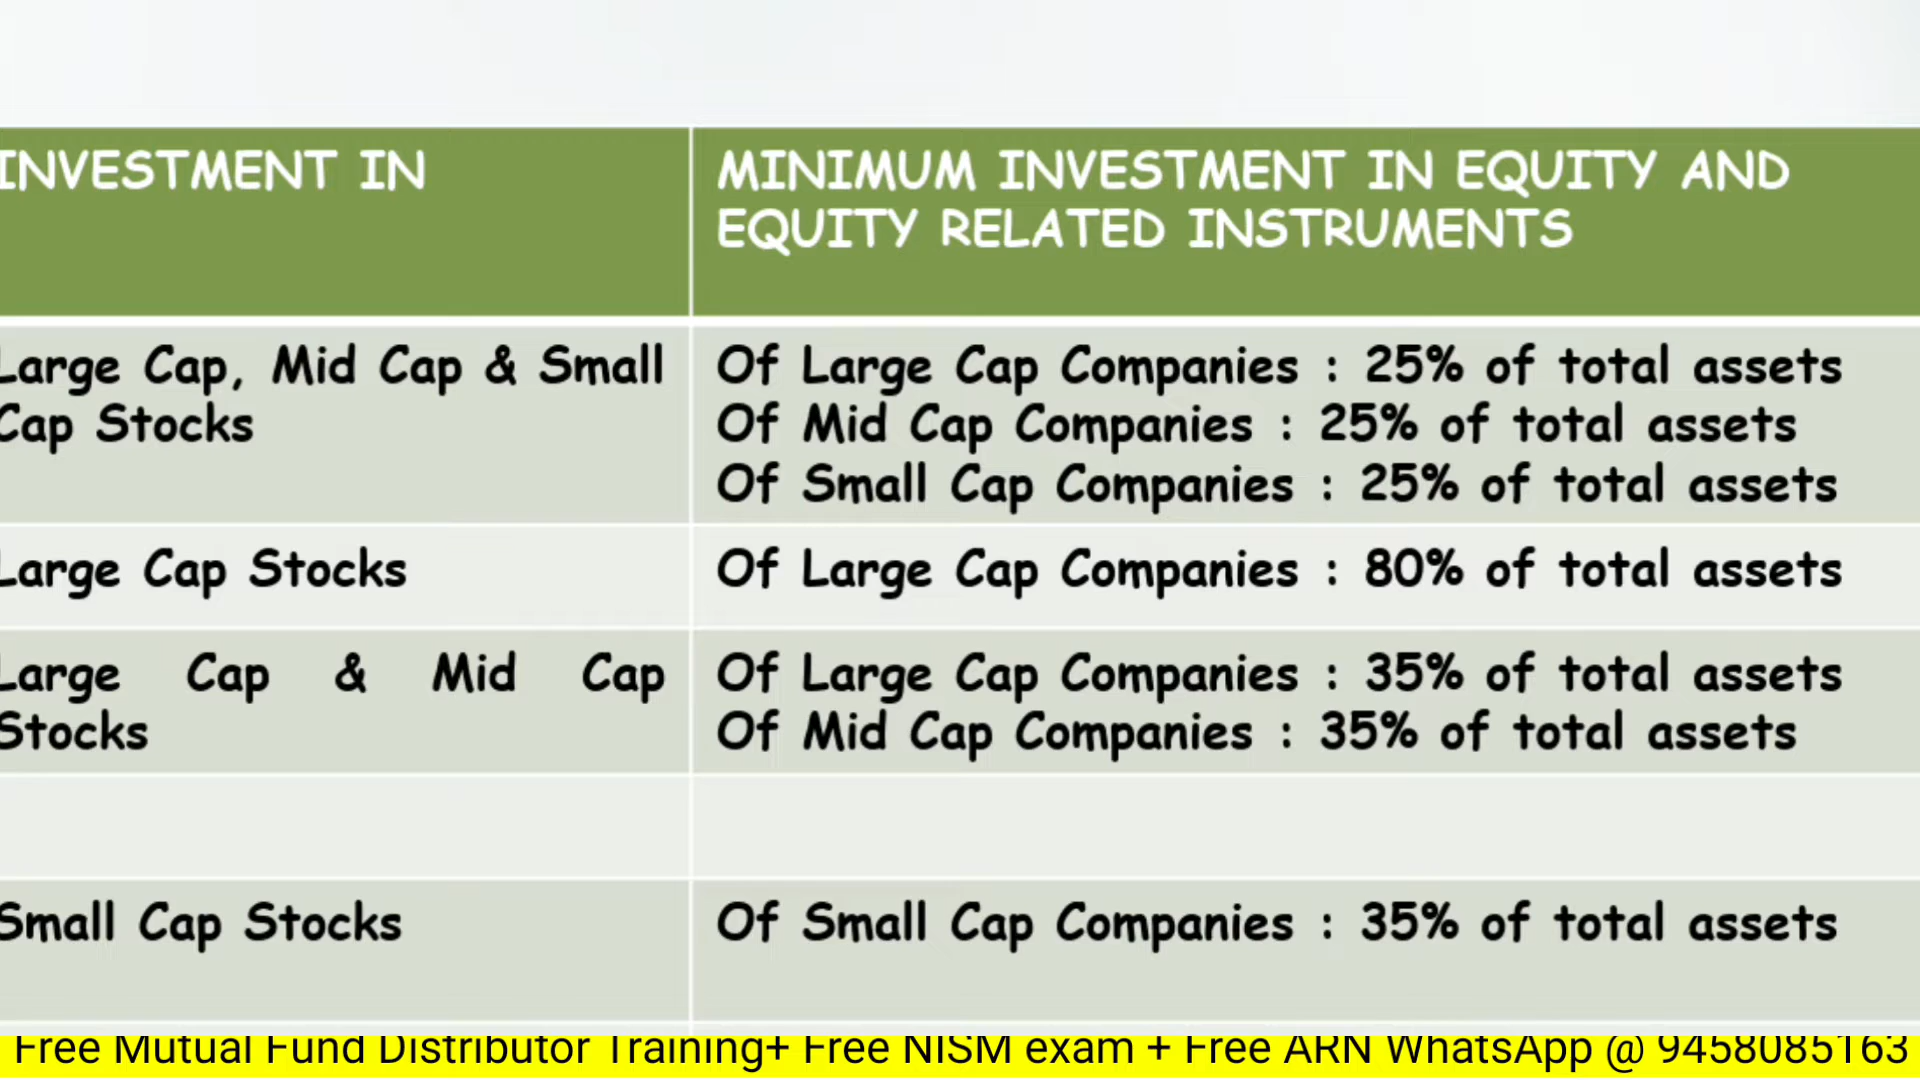 INVESTMENT IN
MINIMUM INVESTMENT IN EQUITY AND
EQUITY RELATED INSTRUMENTS
Large Cap, Mid Cap & Small
Cap Stocks
Of Large Cap Companies : 25% of total assets
Of Mid Cap Companies : 25% of total assets
Of Small Cap Companies : 25% of total assets
Large Cap Stocks
Of Large Cap Companies : 80% of total assets
Large Cap & Mid Cap
Stocks
Of Large Cap Companies : 35% of total assets
Of Mid Cap Companies : 35% of total assets
Small Cap Stocks
Of Small Cap Companies : 35% of total assets
Free Mutual Fund Distributor Training+ Free NISM exam + Free ARN WhatsApp @ 9458085163